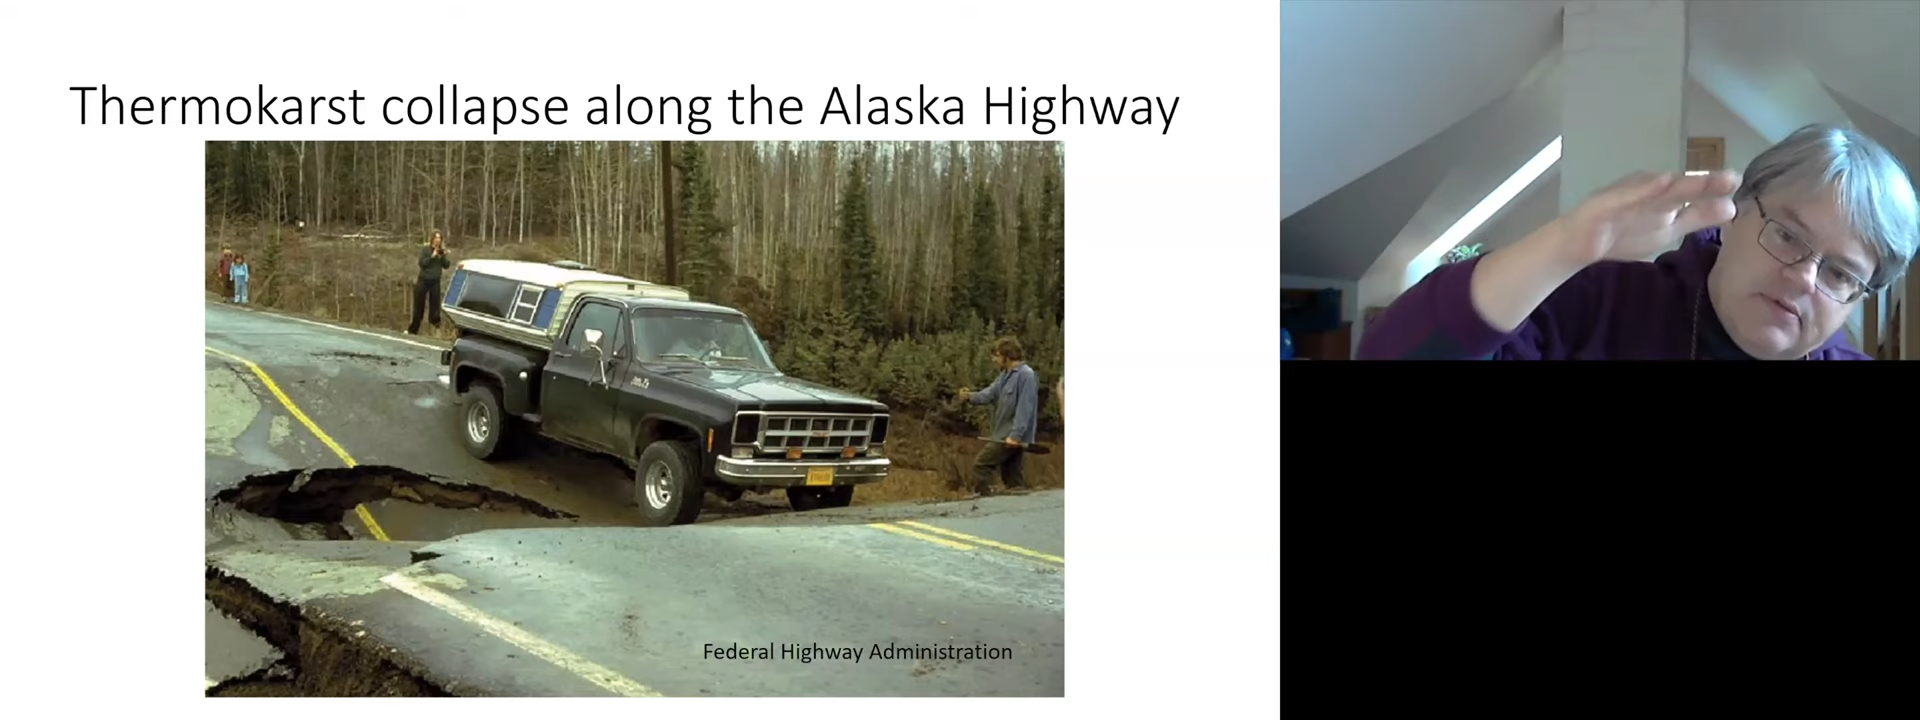 Thermokarst collapse along the Alaska Highway
Federal Highway Administration